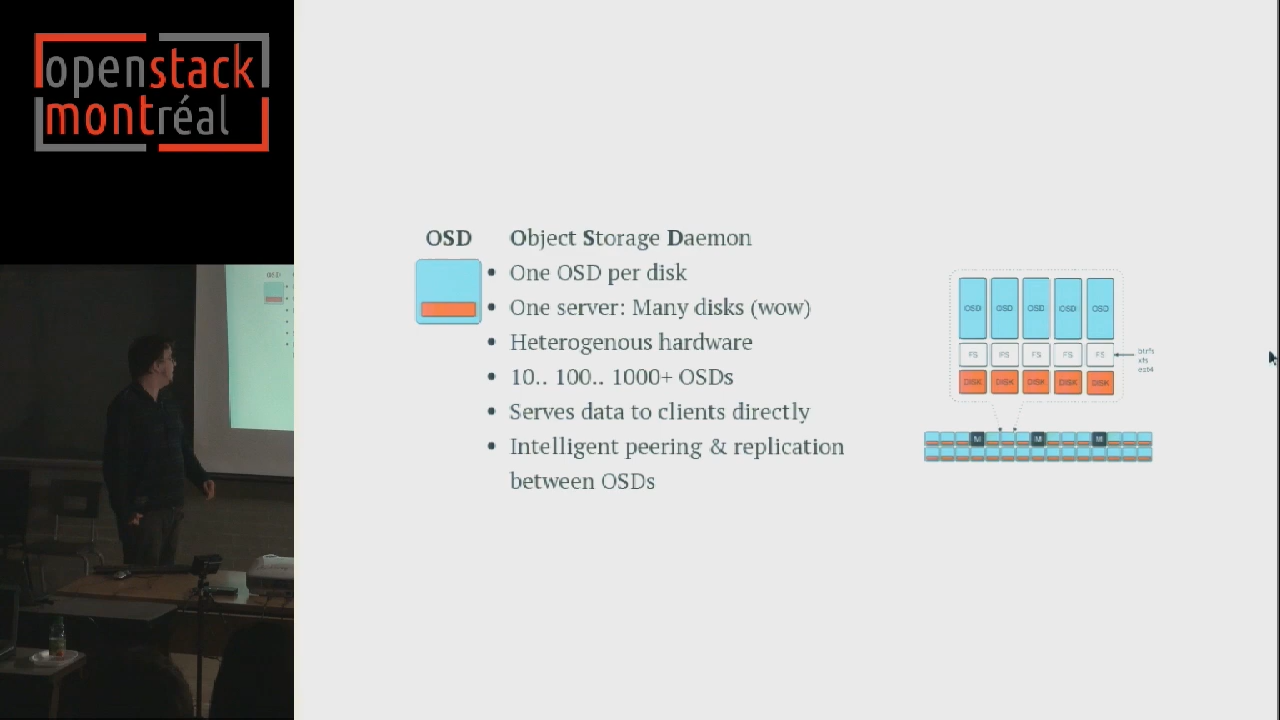 openstack
montréal
OSD Object Storage Daemon
• One OSD per disk
• One server: Many disks (wow)
• Heterogenous hardware
• 10.. 100.. 1000+ OSDs
• Serves data to clients directly
• Intelligent peering & replication
between OSDs
OSD OSD OSD OSD OSD
FS FS FS FS FS
btrfs
xfs
ext4
DISK DISK DISK DISK DISK
M M M